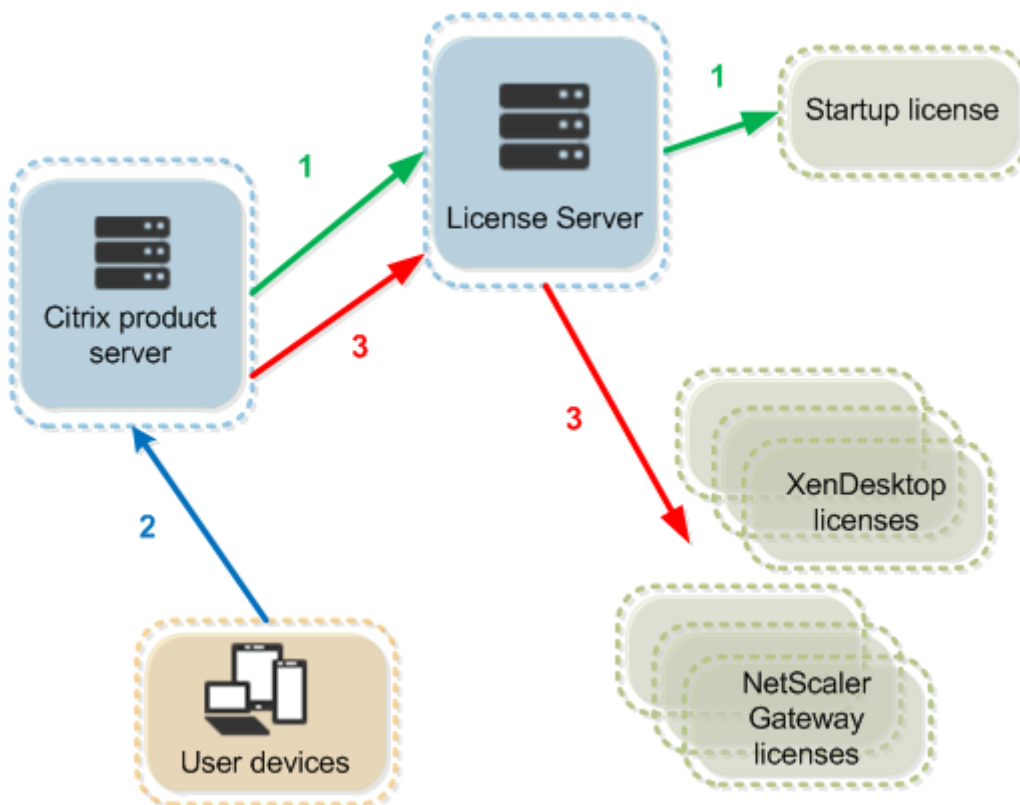 1
Startup license
1
License Server
Citrix product
server
3
3
XenDesktop
licenses
2
NetScaler
Gateway
licenses
User devices